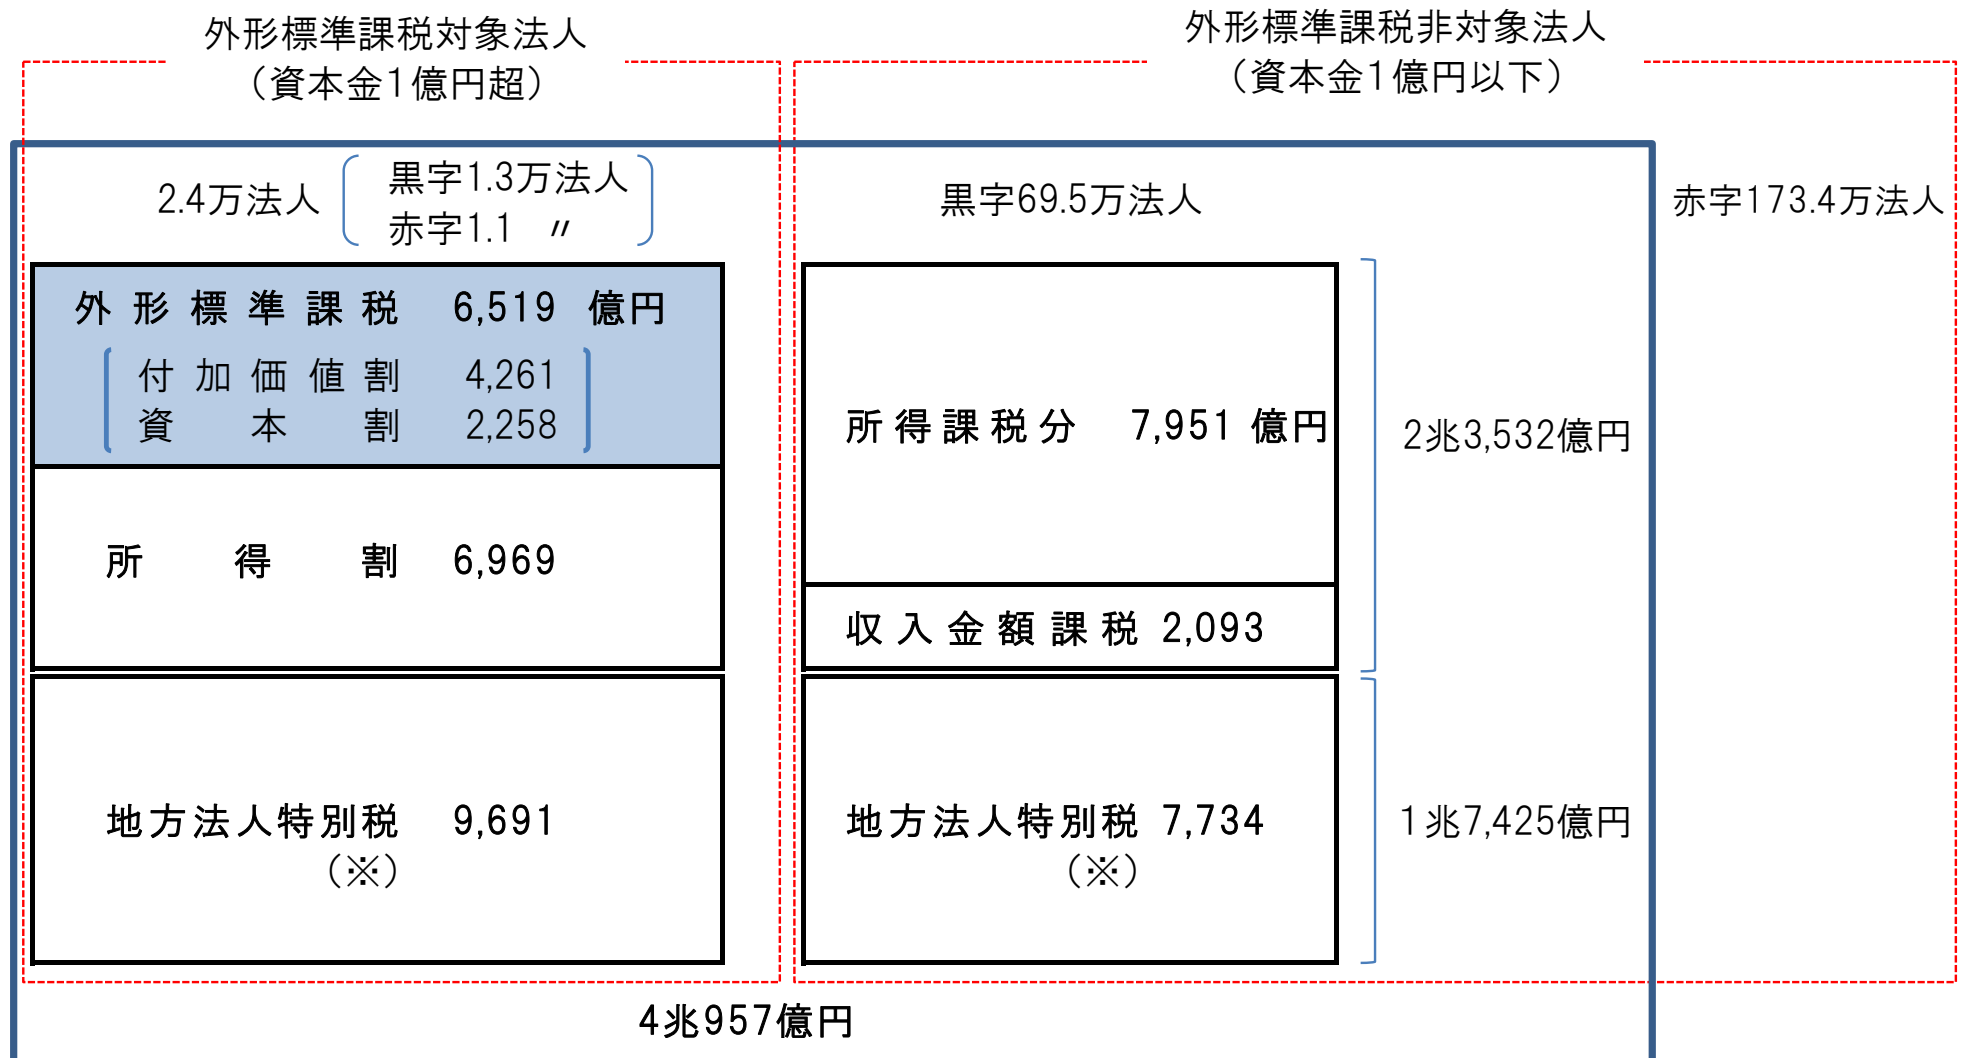 外形標準課税対象法人
（資本金1億円超）
外形標準課税非対象法人
（資本金1億円以下）
2.4万法人
黒字1.3万法人
赤字1.1 〃
黒字69.5万法人
赤字173.4万法人
外形標準課税 6,519 億円
付加価値割 4,261
資本割 2,258
所得割 6,969
地方法人特別税 9,691
（※）
所得課税分 7,951 億円
収入金額課税 2,093
地方法人特別税 7,734
（※）
2兆3,532億円
1兆7,425億円
4兆957億円